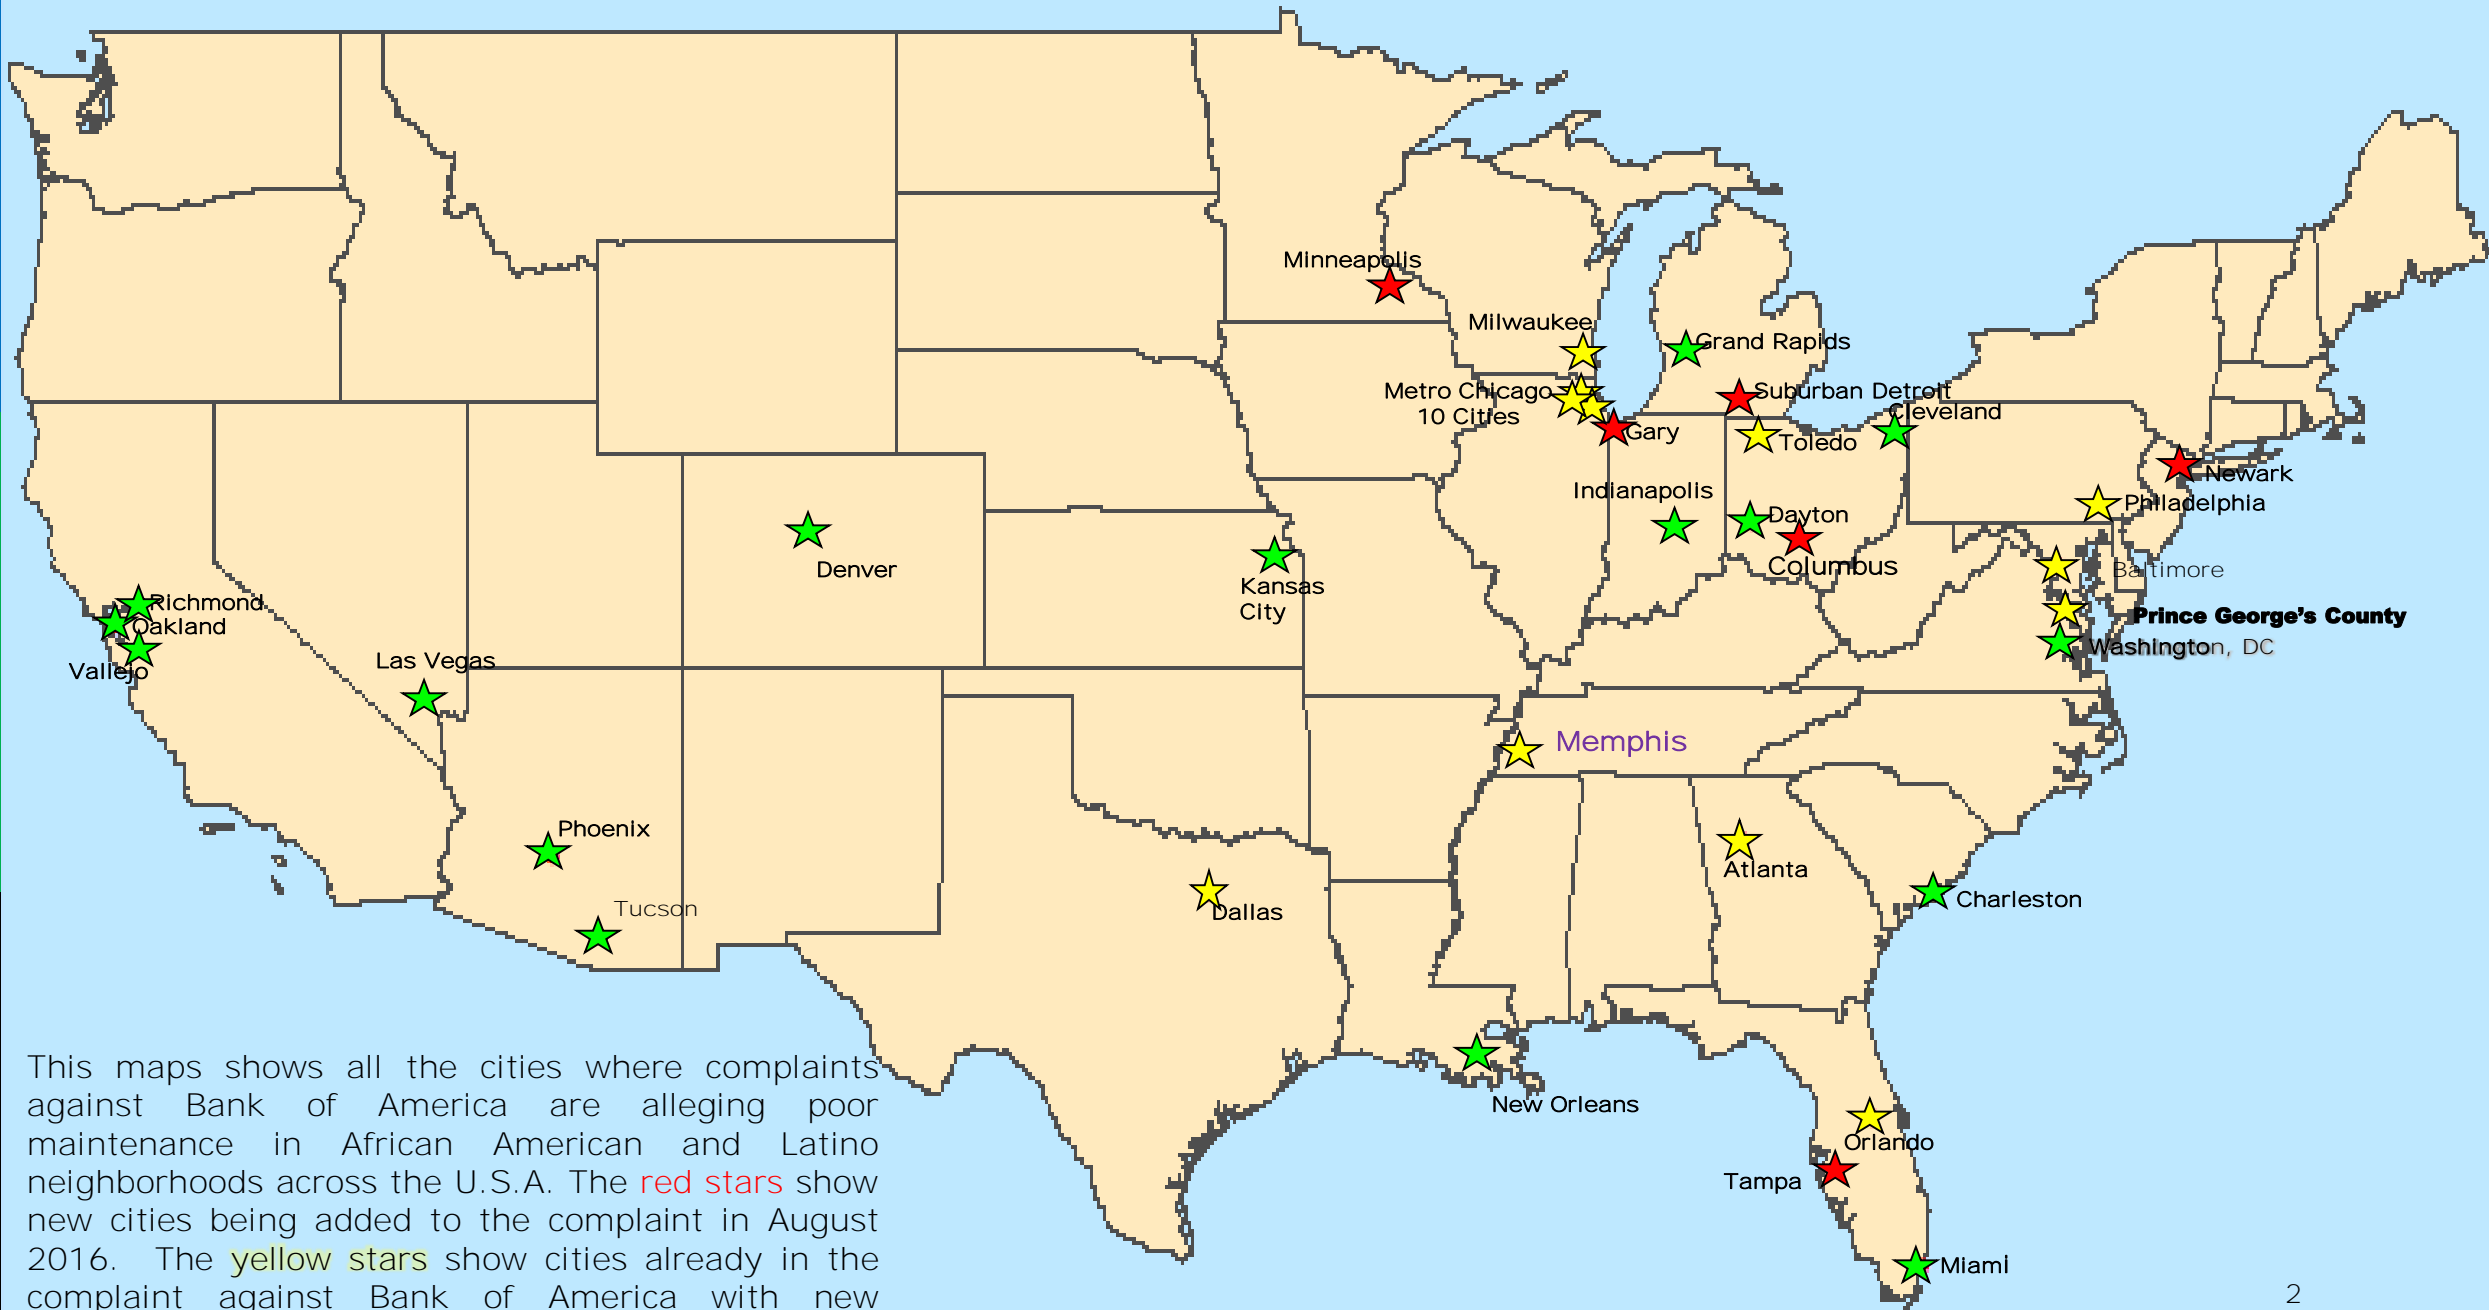 Minneapolis
Milwaukee
Grand Rapids
Metro Chicago
10 Cities
Suburban Detroit
Cleveland
Gary
Toledo
Newark
Indianapolis
Philadelphia
Dayton
Columbus
Denver
Kansas
City
Baltimore
Richmond
Oakland
Prince George’s County
Washington, DC
Vallejo
Las Vegas
Memphis
Phoenix
Atlanta
Tucson
Dallas
Charleston
New Orleans
Orlando
Tampa
Miami
This maps shows all the cities where complaints
against Bank of America are alleging poor
maintenance in African American and Latino
neighborhoods across the U.S.A. The red stars show
new cities being added to the complaint in August
2016. The yellow stars show cities already in the
complaint against Bank of America with new
2